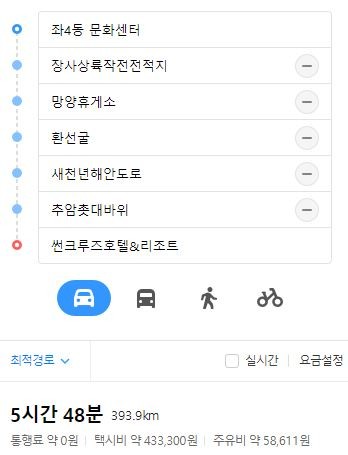 좌4동 문화센터
장사상륙작전전적지
망양휴게소
환선굴
새천년해안도로
추암촛대바위
썬크루즈호텔&리조트
최적경로
실시간
요금설정
5시간 48분 393.9km
통행료 약 0원 택시비 약 433,300원 주유비 약 58,611원